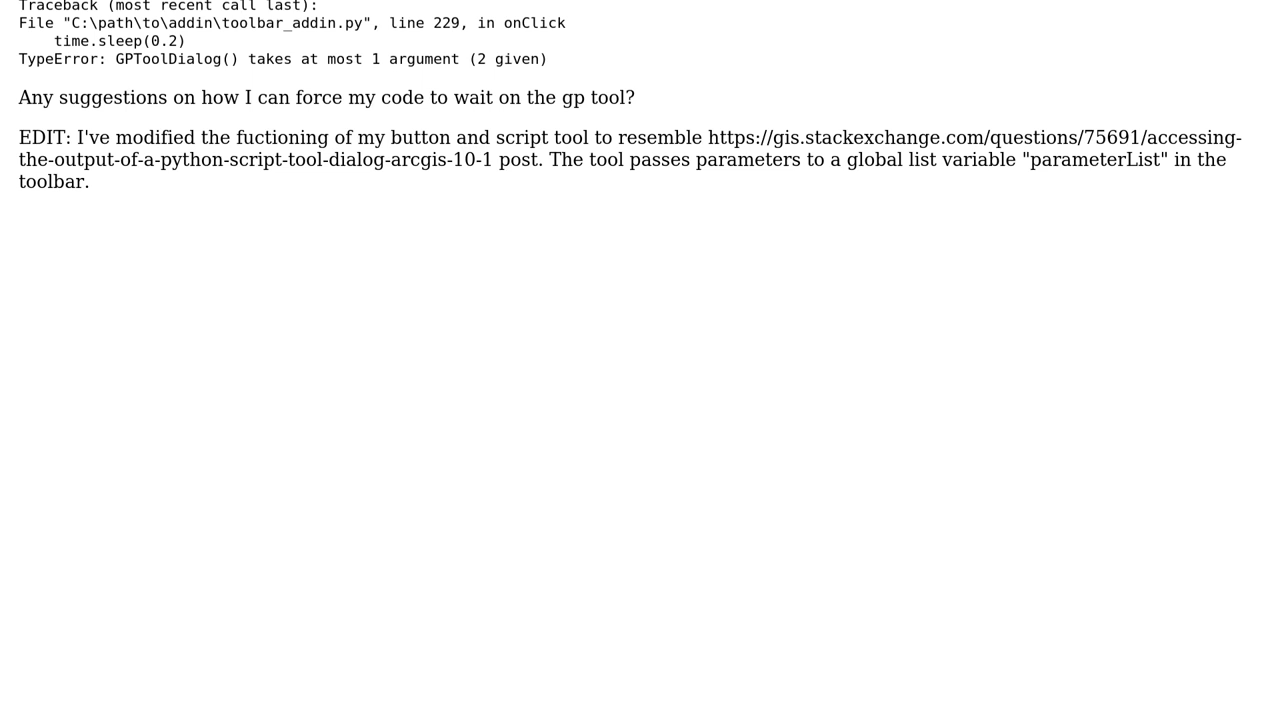 Traceback (most recent call last):
File "C:\path\to\addin\toolbar_addin.py", line 229, in onClick
    time.sleep(0.2)
TypeError: GPToolDialog() takes at most 1 argument (2 given)
Any suggestions on how I can force my code to wait on the gp tool?
EDIT: I've modified the fuctioning of my button and script tool to resemble https://gis.stackexchange.com/questions/75691/accessing-
the-output-of-a-python-script-tool-dialog-arcgis-10-1 post. The tool passes parameters to a global list variable "parameterList" in the
toolbar.